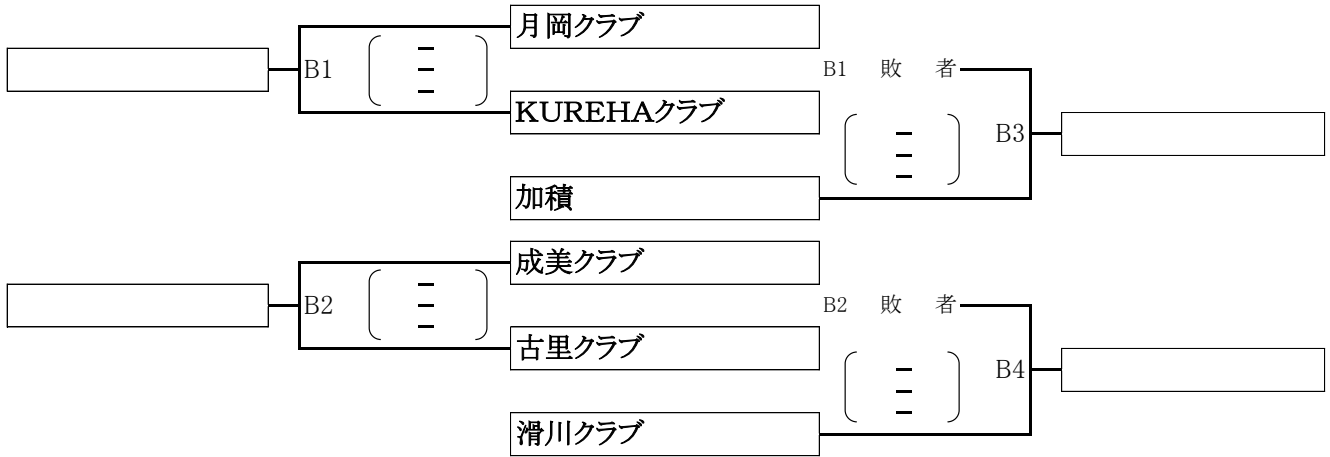 月岡クラブ
B1
B1 敗 者
KUREHAクラブ
B3
加積
成美クラブ
B2
B2 敗 者
古里クラブ
B4
滑川クラブ